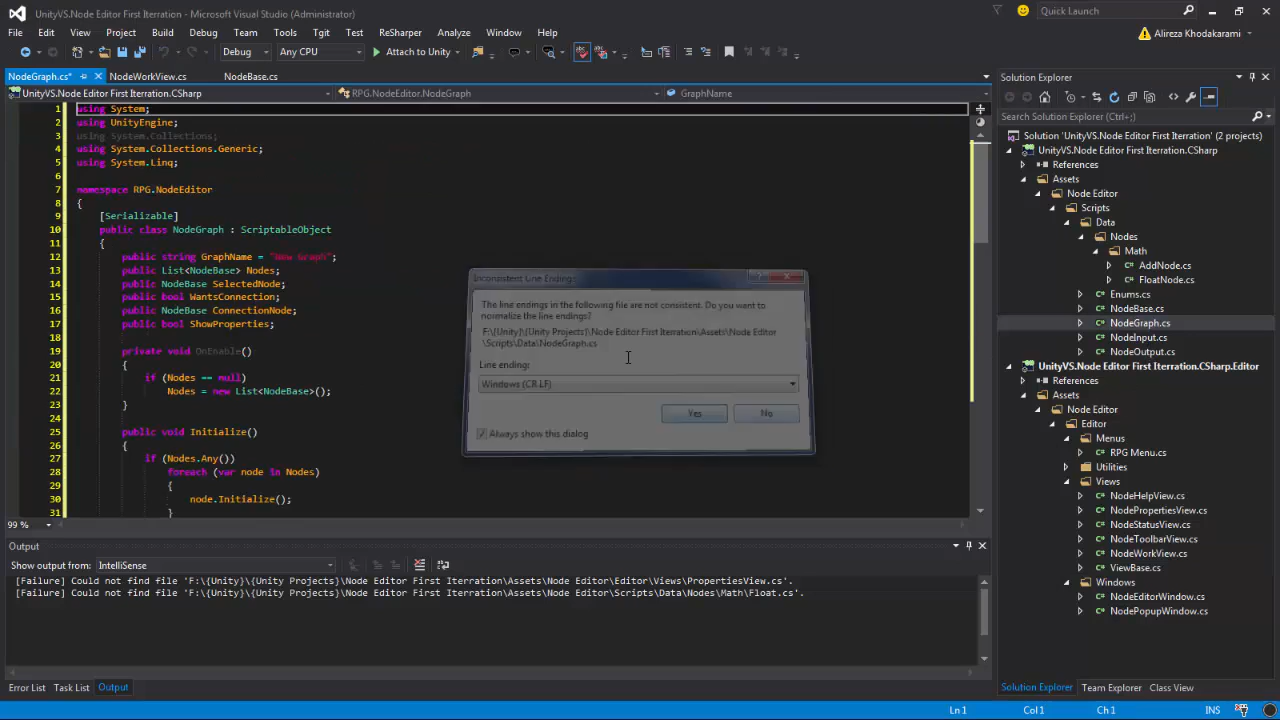 UnityVS.Node Editor First Iterration - Microsoft Visual Studio (Administrator)
Quick Launch (Ctrl+Q)
File Edit View Project Build Debug Team Tools Test ReSharper Analyze Window Help
Alireza Khodakarami
Debug Any CPU Attach to Unity
NodeGraph.cs* NodeWorkView.cs NodeBase.cs
UnityVS.Node Editor First Iterration.CSharp RPG.NodeEditor.NodeGraph GraphName
1 using System;
2 using UnityEngine;
3 using System.Collections;
4 using System.Collections.Generic;
5 using System.Linq;
6
7 namespace RPG.NodeEditor
8 {
9 [Serializable]
10 public class NodeGraph : ScriptableObject
11 {
12 public string GraphName = "New Graph";
13 public List<NodeBase> Nodes;
14 public NodeBase SelectedNode;
15 public bool WantsConnection;
16 public NodeBase ConnectionNode;
17 public bool ShowProperties;
18
19 private void OnEnable()
20 {
21 if (Nodes == null)
22 Nodes = new List<NodeBase>();
23 }
24
25 public void Initialize()
26 {
27 if (Nodes.Any())
28 foreach (var node in Nodes)
29 {
30 node.Initialize();
31 }
99 %
Inconsistent Line Endings
The line endings in the following file are not consistent. Do you want to
normalize the line endings?
F:\{Unity}\{Unity Projects}\Node Editor First Iterration\Assets\Node Editor
\Scripts\Data\NodeGraph.cs
Line ending:
Windows (CR LF)
Yes No
Always show this dialog
Output
Show output from: IntelliSense
[Failure] Could not find file 'F:\{Unity}\{Unity Projects}\Node Editor First Iterration\Assets\Node Editor\Editor\Views\PropertiesView.cs'.
[Failure] Could not find file 'F:\{Unity}\{Unity Projects}\Node Editor First Iterration\Assets\Node Editor\Scripts\Data\Nodes\Math\Float.cs'.
Error List Task List Output
Solution Explorer
Search Solution Explorer (Ctrl+;)
Solution 'UnityVS.Node Editor First Iterration' (2 projects)
UnityVS.Node Editor First Iterration.CSharp
References
Assets
Node Editor
Scripts
Data
Nodes
Math
AddNode.cs
FloatNode.cs
Enums.cs
NodeBase.cs
NodeGraph.cs
NodeInput.cs
NodeOutput.cs
UnityVS.Node Editor First Iterration.CSharp.Editor
References
Assets
Node Editor
Editor
Menus
RPG Menu.cs
Utilities
Views
NodeHelpView.cs
NodePropertiesView.cs
NodeStatusView.cs
NodeToolbarView.cs
NodeWorkView.cs
ViewBase.cs
Windows
NodeEditorWindow.cs
NodePopupWindow.cs
Solution Explorer Team Explorer Class View
Ln 1 Col 1 Ch 1 INS